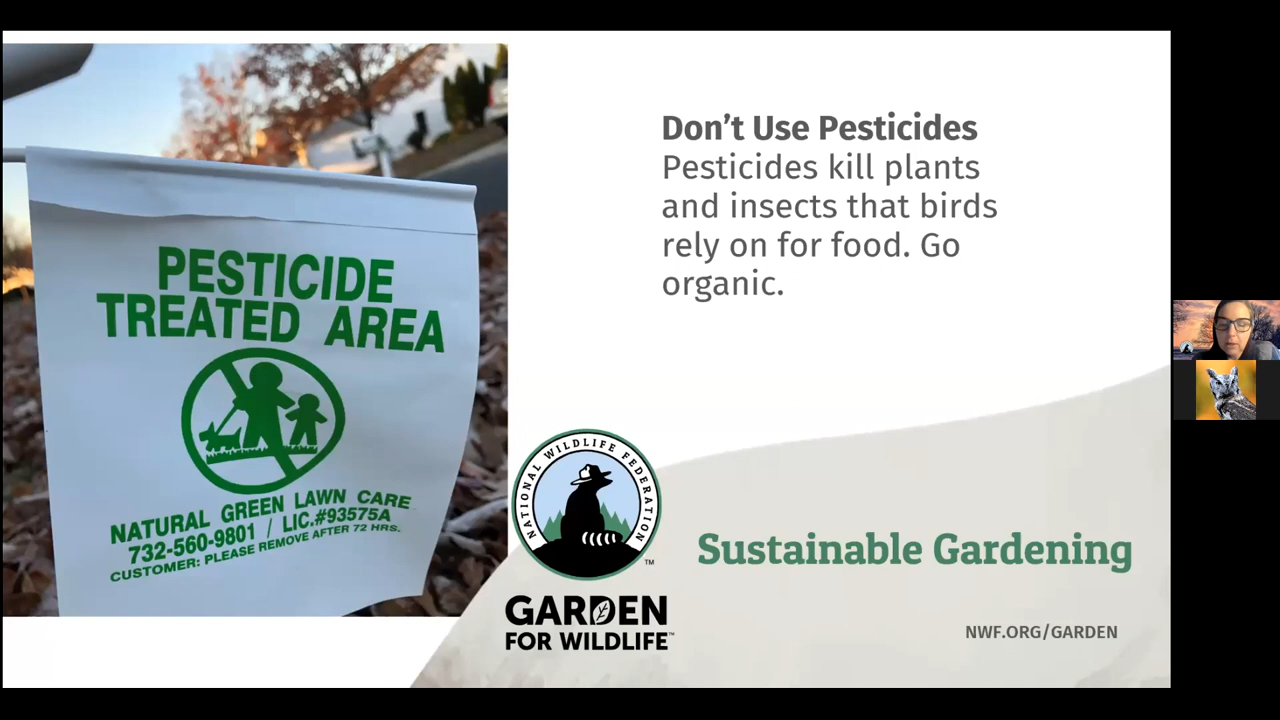 PESTICIDE
TREATED AREA
NATURAL GREEN LAWN CARE
732-560-9801 / LIC.#93575A
CUSTOMER: PLEASE REMOVE AFTER 72 HRS.
Don't Use Pesticides
Pesticides kill plants
and insects that birds
rely on for food. Go
organic.
NATIONAL WILDLIFE FEDERATION
TM
GARDEN
FOR WILDLIFE™
Sustainable Gardening
NWF.ORG/GARDEN